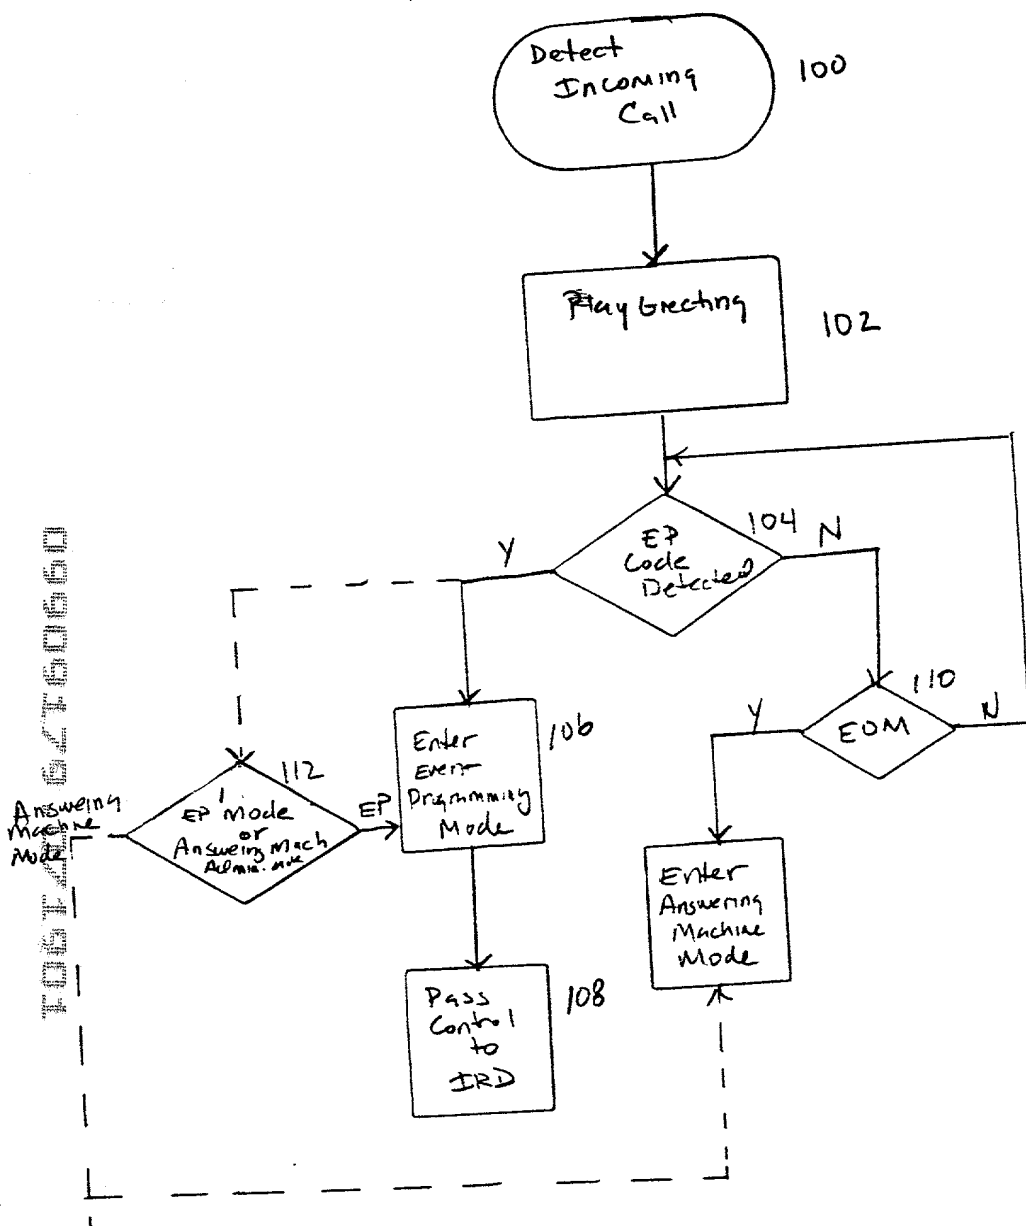 Detect
Incoming
Call
100
Play Greeting
102
104
EP
Code
Detected?
Y
N
110
EOM
Y
N
106
Enter
Event
Programming
Mode
112
EP Mode
or
Answering Mach
Admin. Mode
EP
Answering
Machine
Mode
Enter
Answering
Machine
Mode
Pass
Control
to
IRD
108